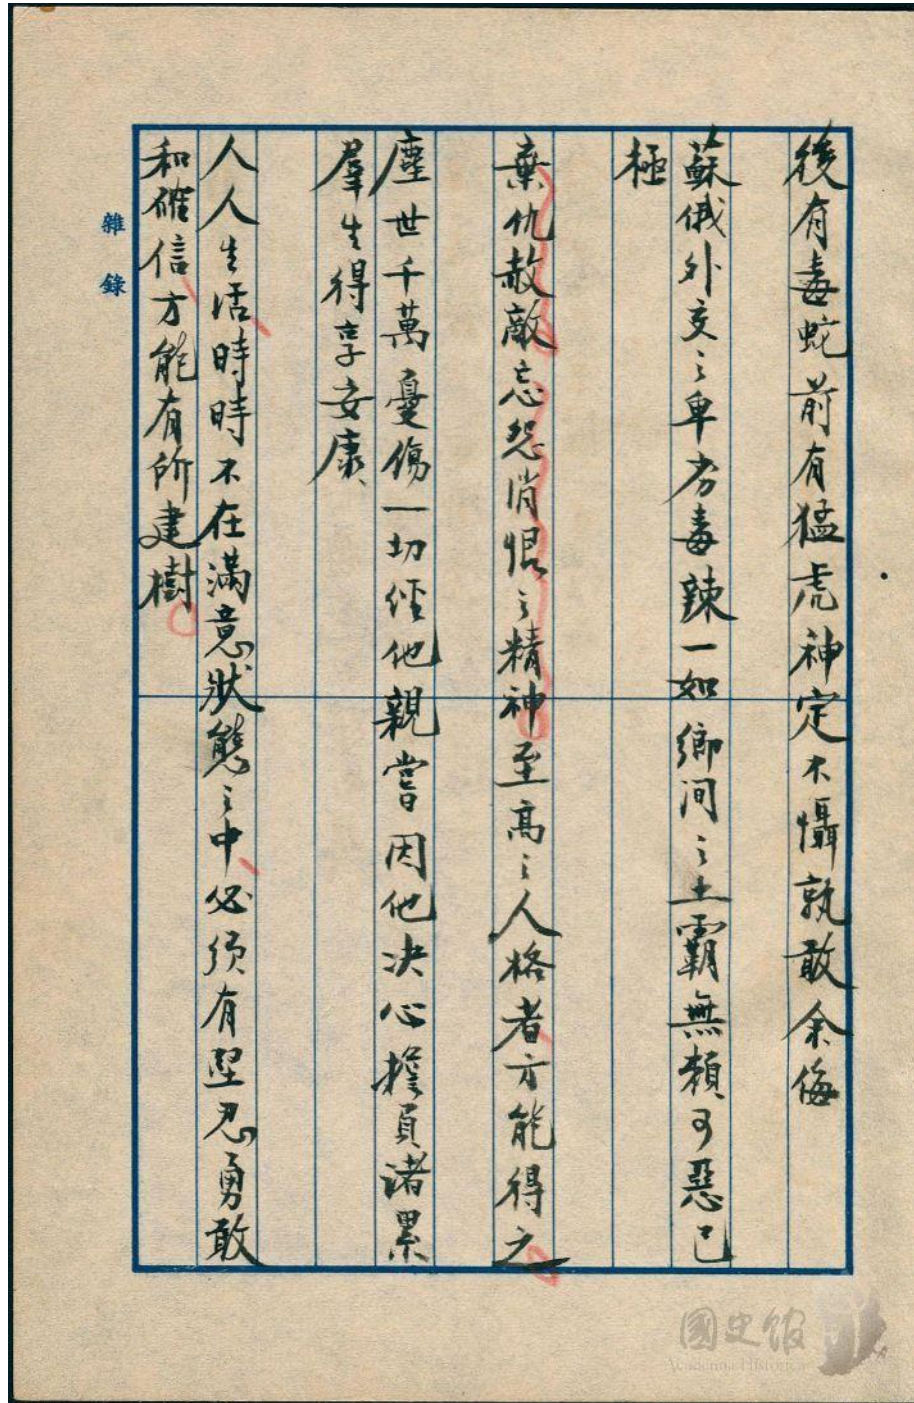 後有毒蛇前有猛虎神定不懾孰敢余侮
蘇俄外交之卑劣毒辣一如鄉間之土霸無賴可惡已
極
棄仇赦敵忘怨消恨之精神至高之人格者方能得之
塵世千萬憂傷一切經他親嘗因他决心擔負諸累
羣生得享安康
人人生活時時不在滿意狀態之中必須有堅忍勇敢
和確信方能有所建樹
雜錄
國史館
Academia Historica